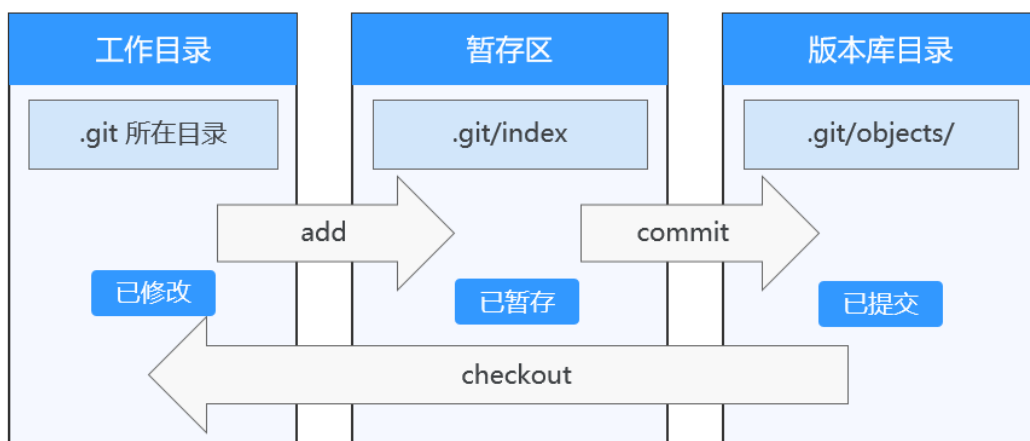 工作目录
暂存区
版本库目录
.git 所在目录
.git/index
.git/objects/
add
commit
已修改
已暂存
已提交
checkout